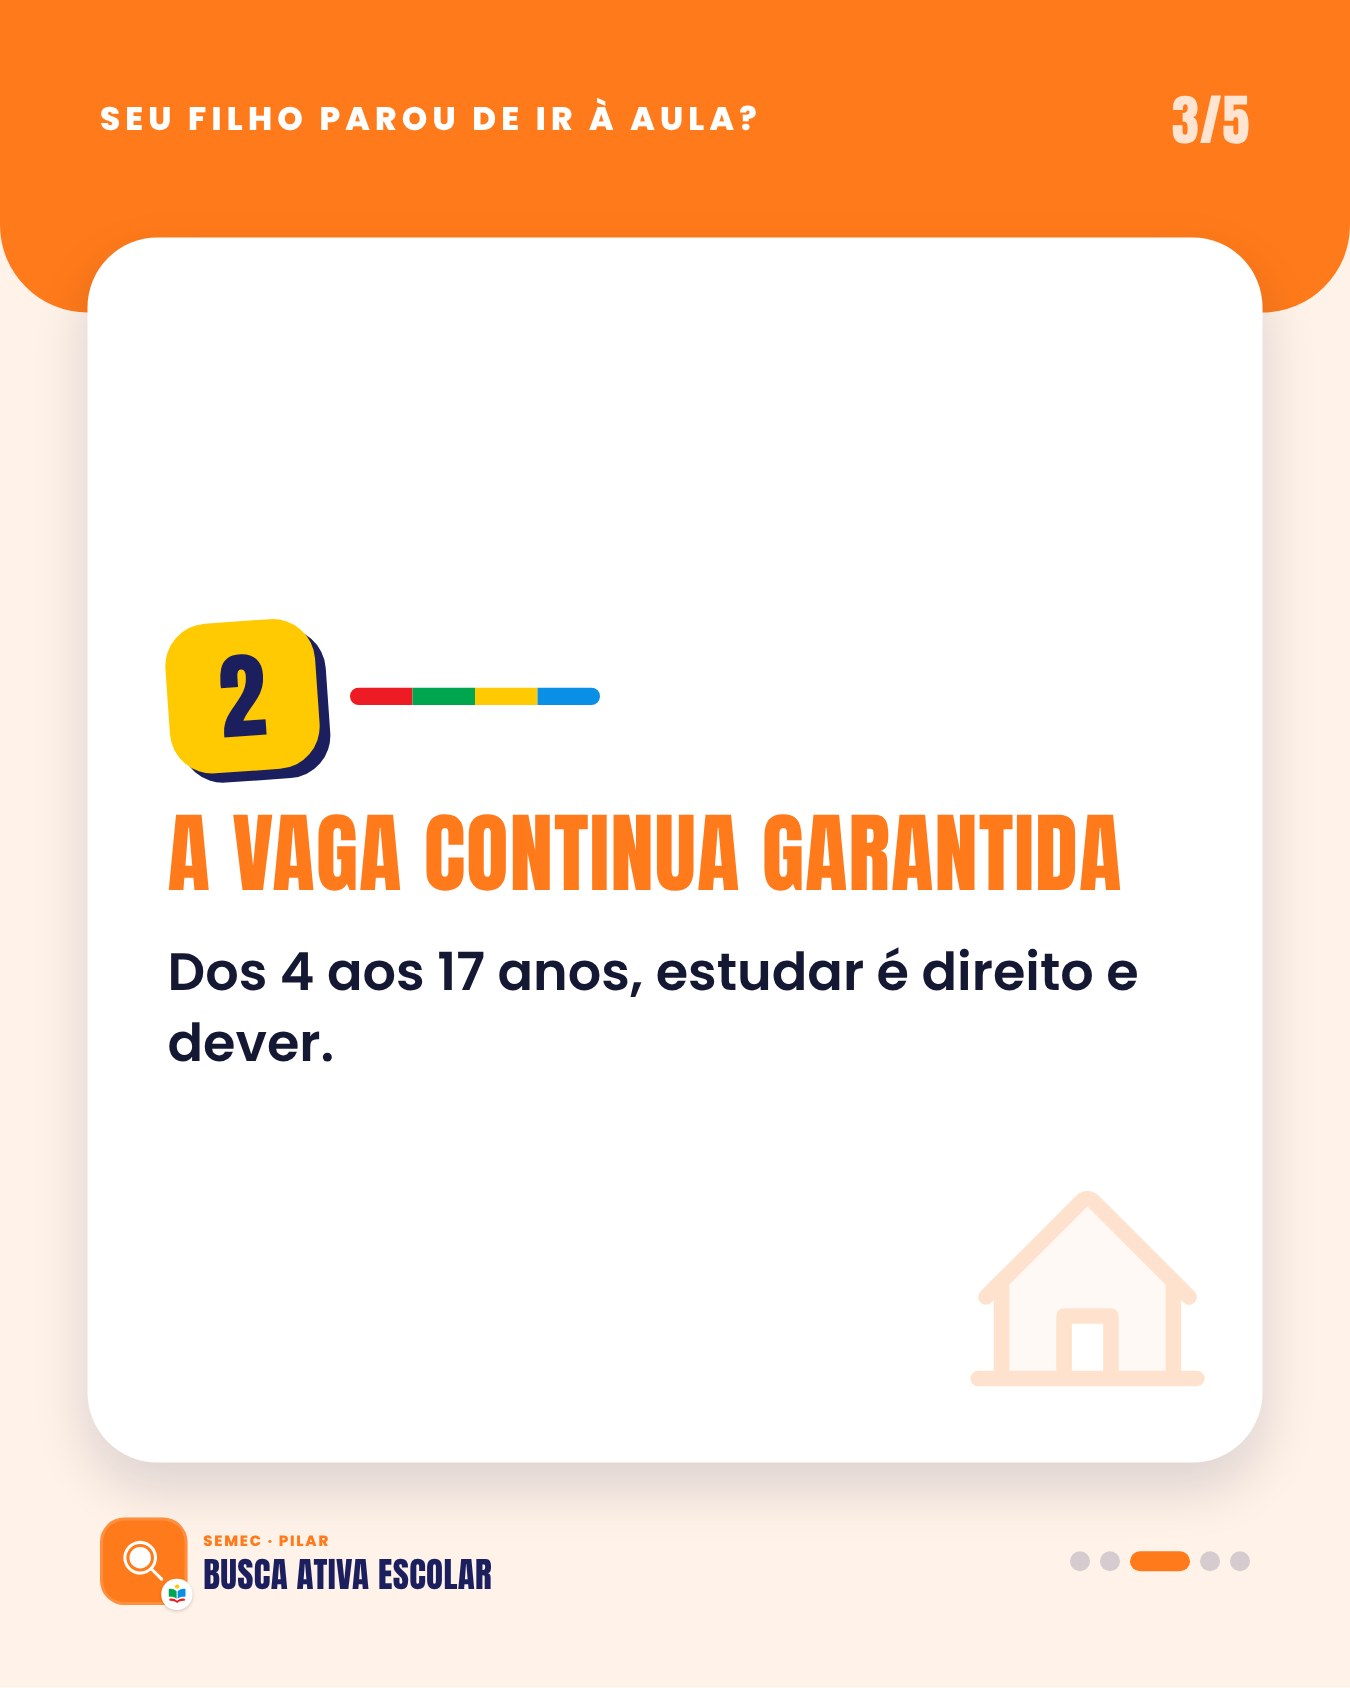 SEU FILHO PAROU DE IR À AULA?
3/5
2
A VAGA CONTINUA GARANTIDA
Dos 4 aos 17 anos, estudar é direito e
dever.
SEMEC · PILAR
BUSCA ATIVA ESCOLAR